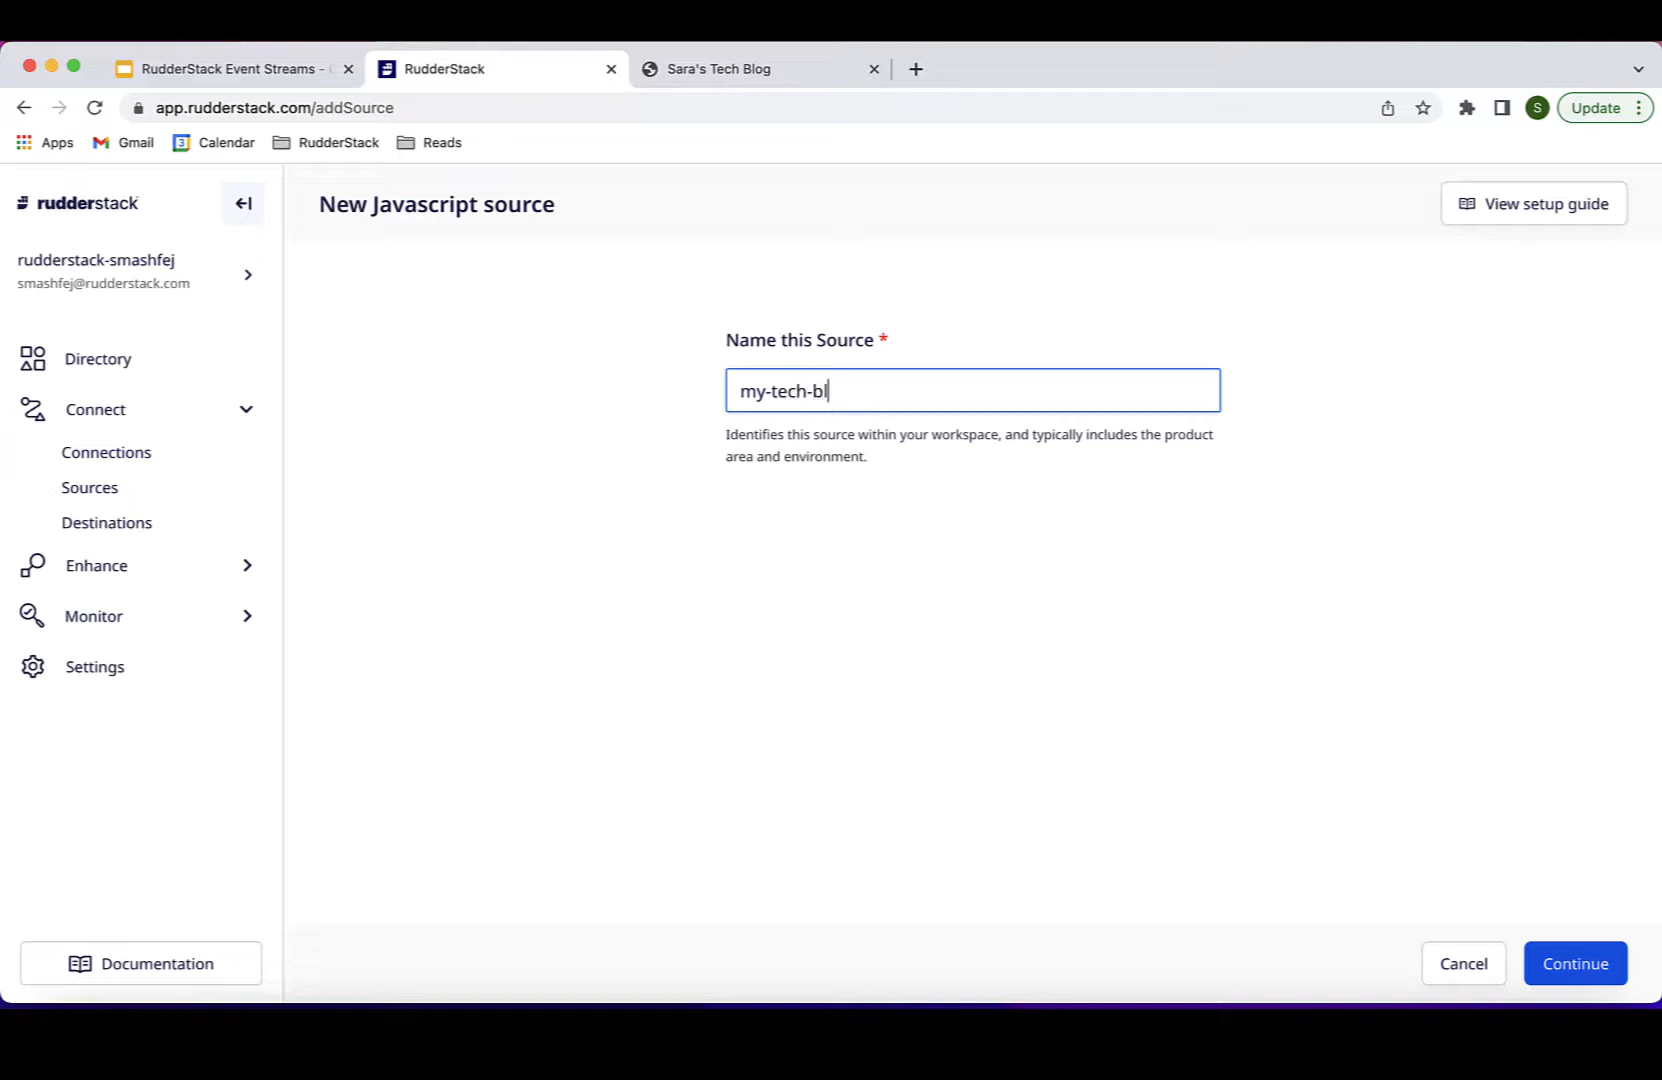 RudderStack Event Streams -
RudderStack
Sara's Tech Blog
app.rudderstack.com/addSource
S
Update
Apps
Gmail
3
Calendar
RudderStack
Reads
rudderstack
New Javascript source
View setup guide
rudderstack-smashfej
smashfej@rudderstack.com
Name this Source *
my-tech-bl
Identifies this source within your workspace, and typically includes the product
area and environment.
Directory
Connect
Connections
Sources
Destinations
Enhance
Monitor
Settings
Documentation
Cancel
Continue